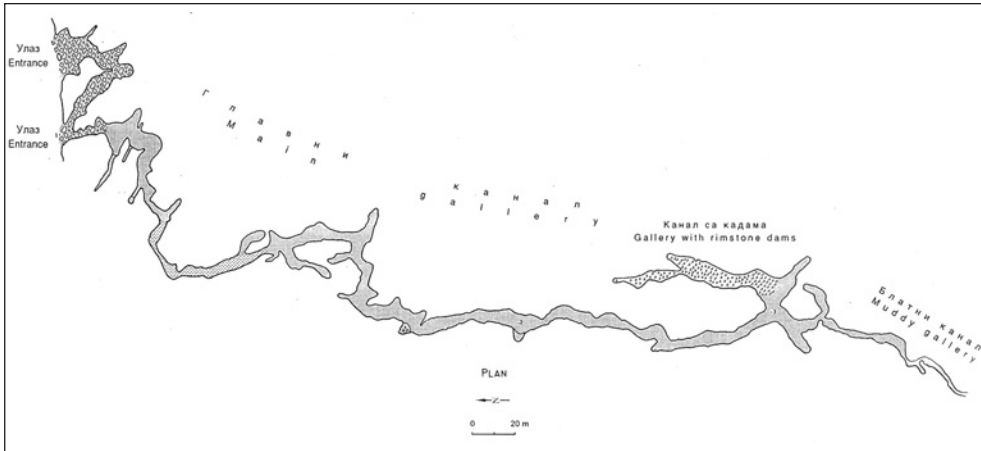 Улаз
Entrance
Улаз
Entrance
Главни
Main
канал
gallery
Канал са кадама
Gallery with rimstone dams
Блатни канал
Muddy gallery
PLAN
N
0 20 m